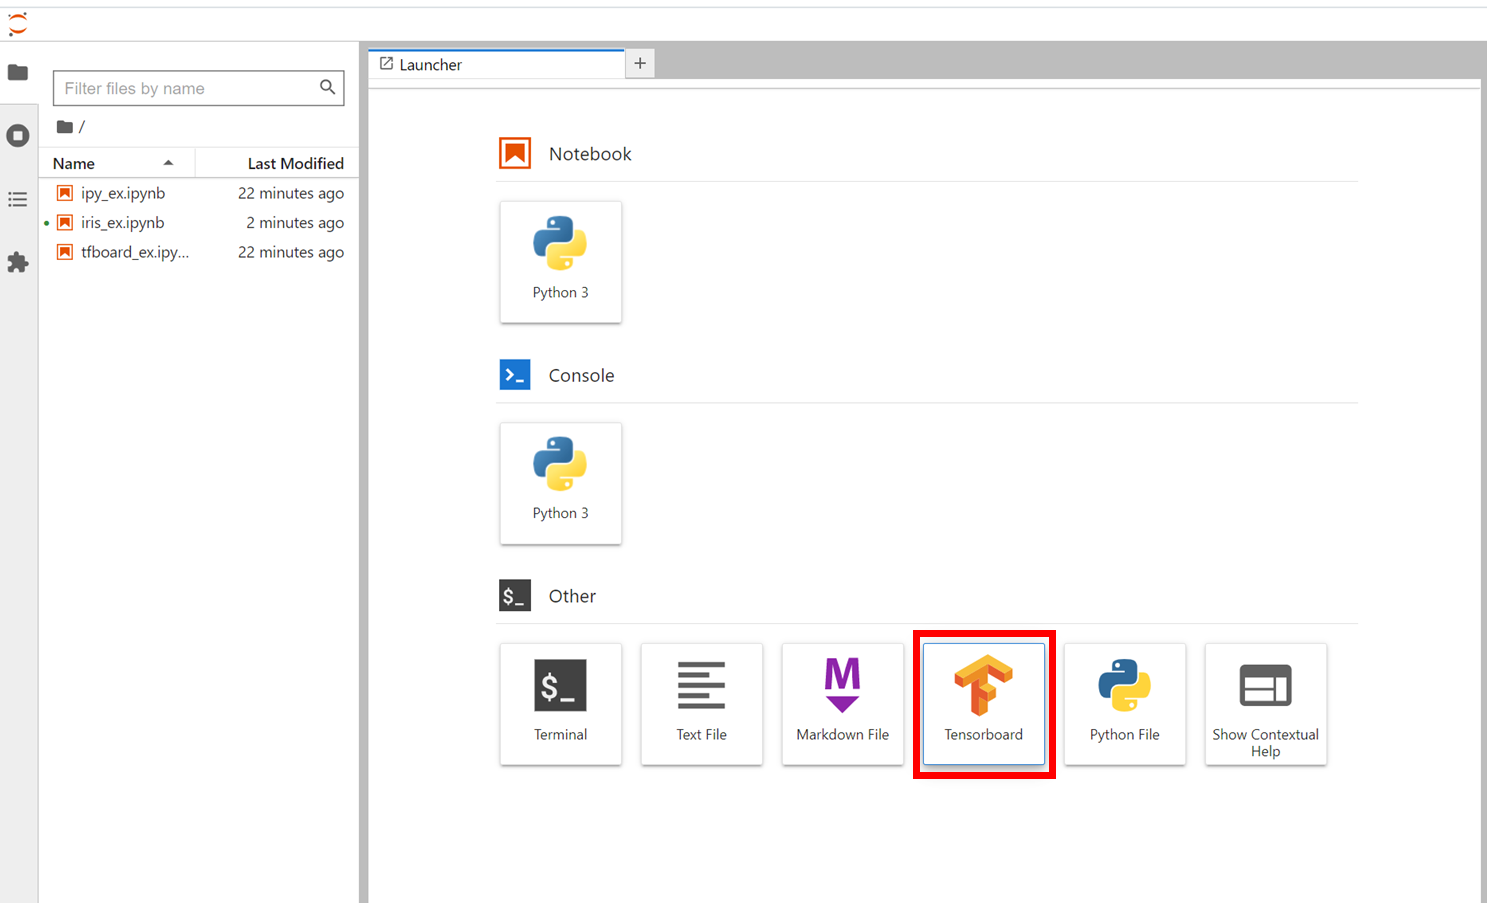 Launcher
Filter files by name
/
Name Last Modified
ipy_ex.ipynb 22 minutes ago
iris_ex.ipynb 2 minutes ago
tfboard_ex.ipy... 22 minutes ago
Notebook
Python 3
Console
Python 3
$_ Other
$_ M
Terminal Text File Markdown File Tensorboard Python File Show Contextual
Help